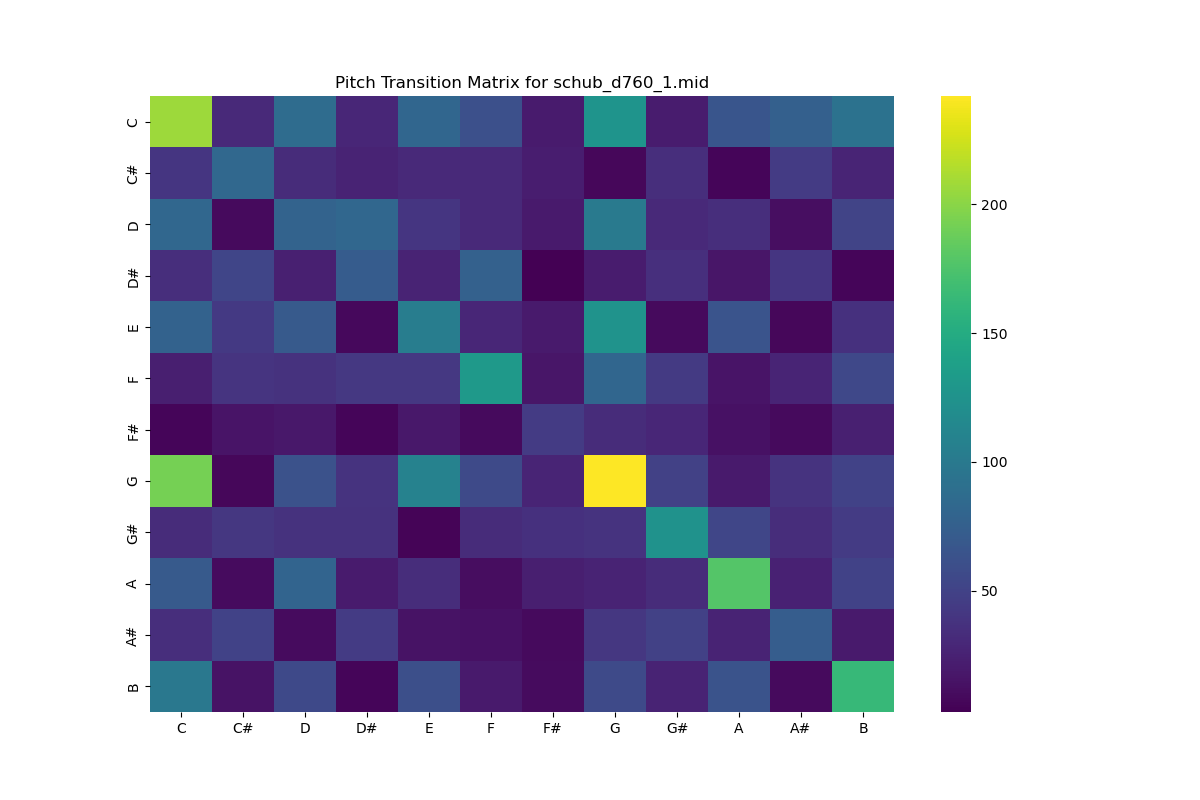 Pitch Transition Matrix for schub_d760_1.mid
C
C#
D
D#
E
F
F#
G
G#
A
A#
B
C C# D D# E F F# G G# A A# B
200
150
100
50